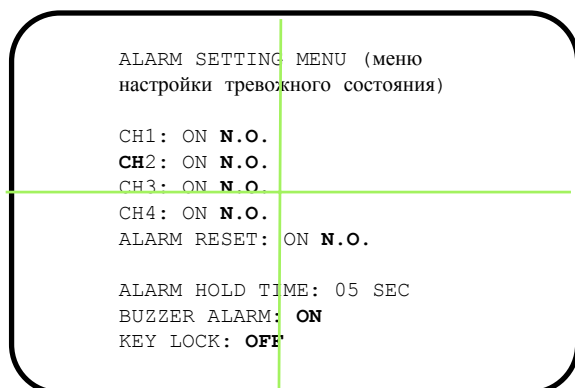 ALARM SETTING MENU (меню
настройки тревожного состояния)
CH1: ON N.O.
CH2: ON N.O.
CH3: ON N.O.
CH4: ON N.O.
ALARM RESET: ON N.O.
ALARM HOLD TIME: 05 SEC
BUZZER ALARM: ON
KEY LOCK: OFF